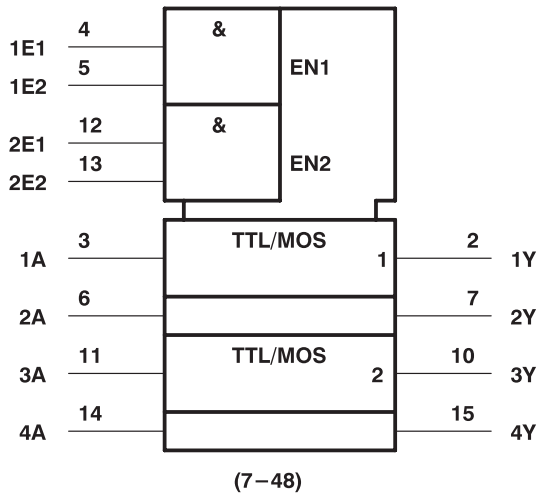 4 &
1E1
5 EN1
1E2
12 &
2E1
13 EN2
2E2
3 TTL/MOS 2
1A 1 1Y
6 7
2A 2Y
11 TTL/MOS 10
3A 2 3Y
14 15
4A 4Y
(7–48)